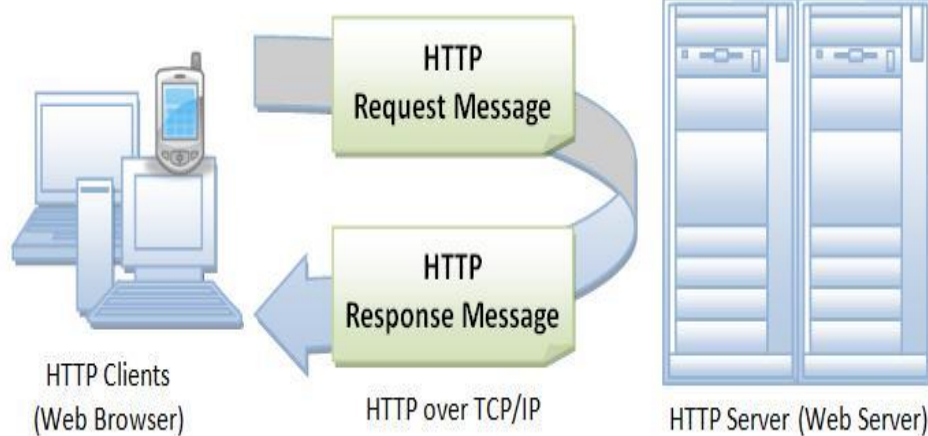 HTTP
Request Message
HTTP
Response Message
HTTP Clients
(Web Browser)
HTTP over TCP/IP
HTTP Server (Web Server)